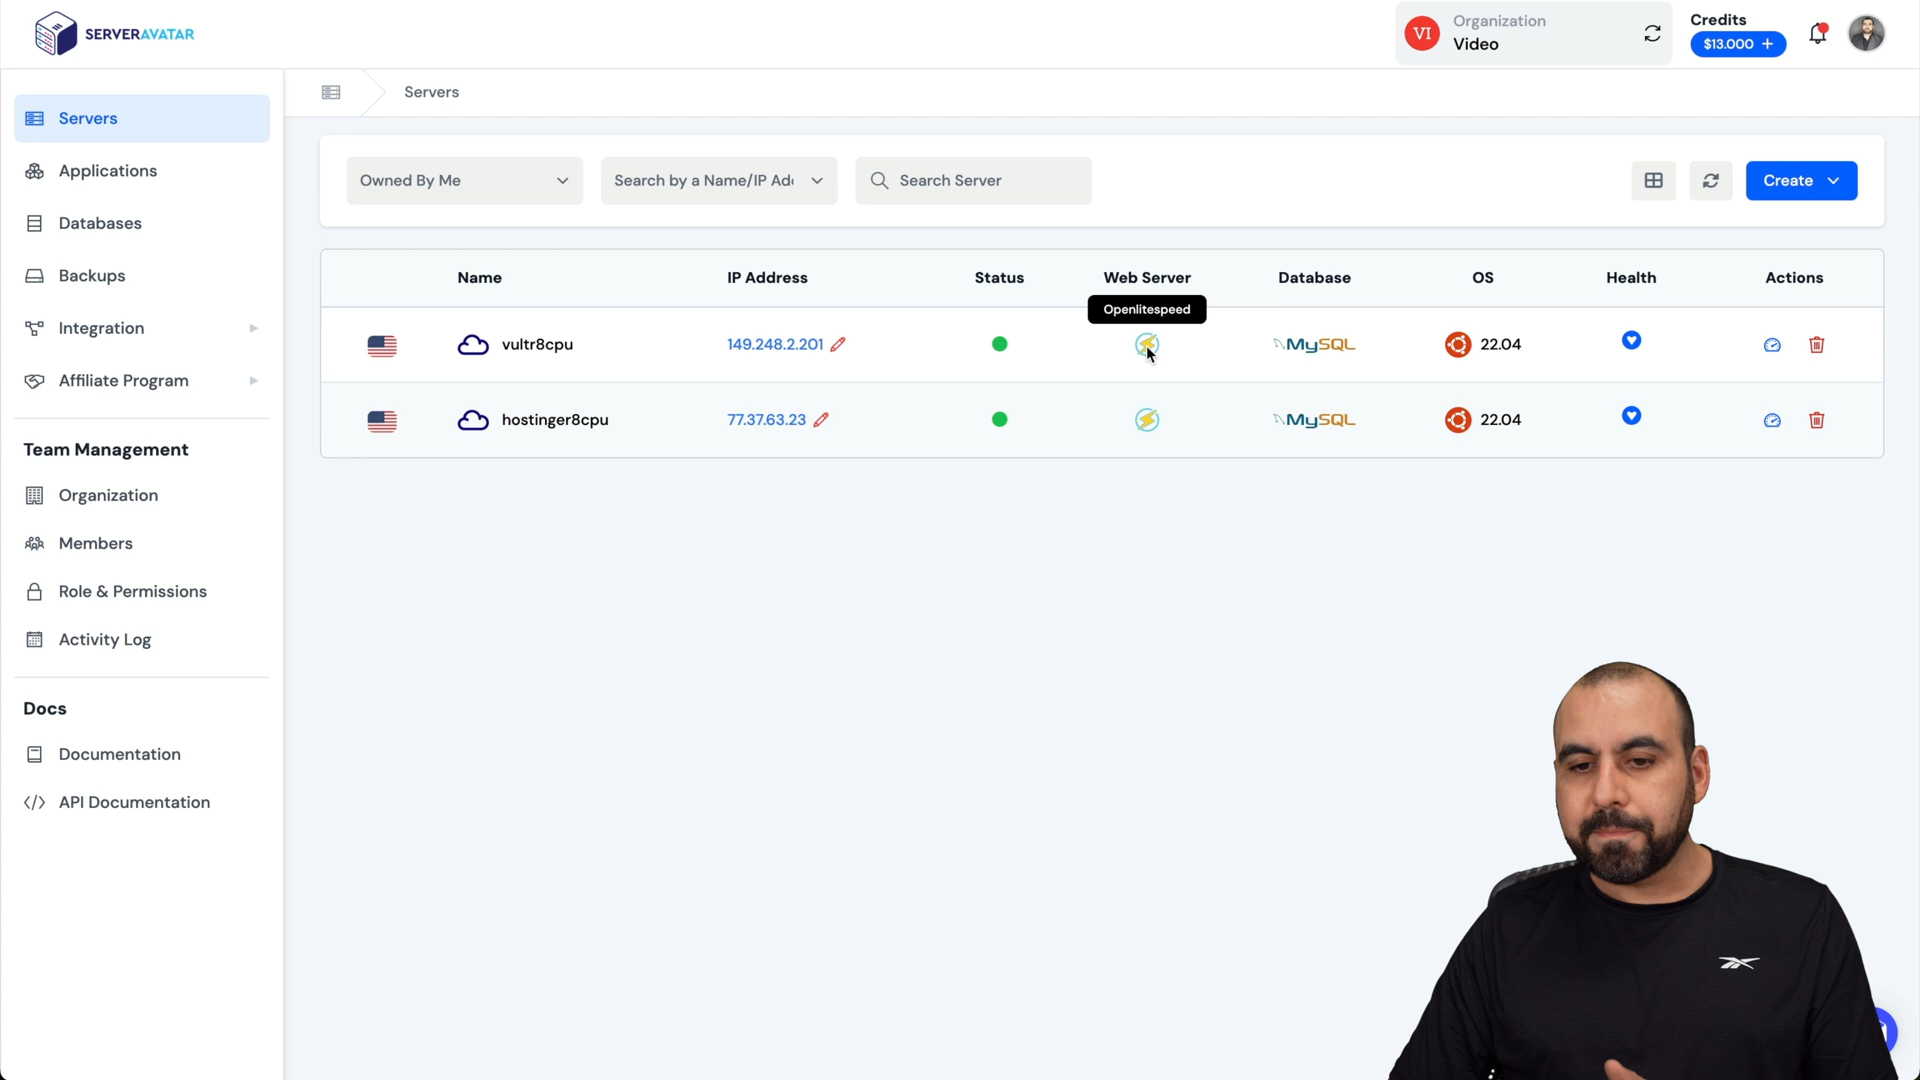 SERVERAVATAR
VI
Organization
Video
Credits
$13.000 +
Servers
Servers
Applications
Databases
Backups
Integration
Affiliate Program
Team Management
Organization
Members
Role & Permissions
Activity Log
Docs
Documentation
API Documentation
Owned By Me
Search by a Name/IP Ad
Search Server
Create
Name IP Address Status Web Server Database OS Health Actions
Openlitespeed
vultr8cpu 149.248.2.201 MySQL 22.04
hostinger8cpu 77.37.63.23 MySQL 22.04